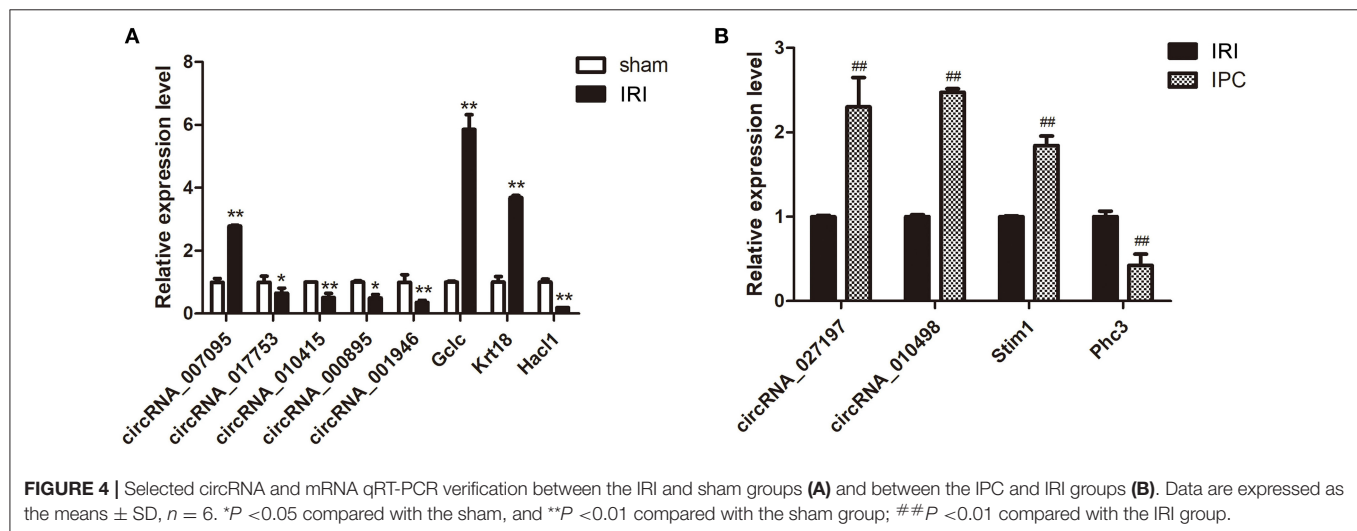 A
Relative expression level
8
6
4
2
0
sham
IRI
**
*
**
*
**
**
**
**
circRNA_007095
circRNA_017753
circRNA_010415
circRNA_000895
circRNA_001946
Gclc
Krt18
Hacl1
B
Relative expression level
3
2
1
0
IRI
IPC
##
##
##
##
circRNA_027197
circRNA_010498
Stim1
Phc3
FIGURE 4 | Selected circRNA and mRNA qRT-PCR verification between the IRI and sham groups (A) and between the IPC and IRI groups (B). Data are expressed as
the means ± SD, n = 6. *P <0.05 compared with the sham, and **P <0.01 compared with the sham group; ##P <0.01 compared with the IRI group.